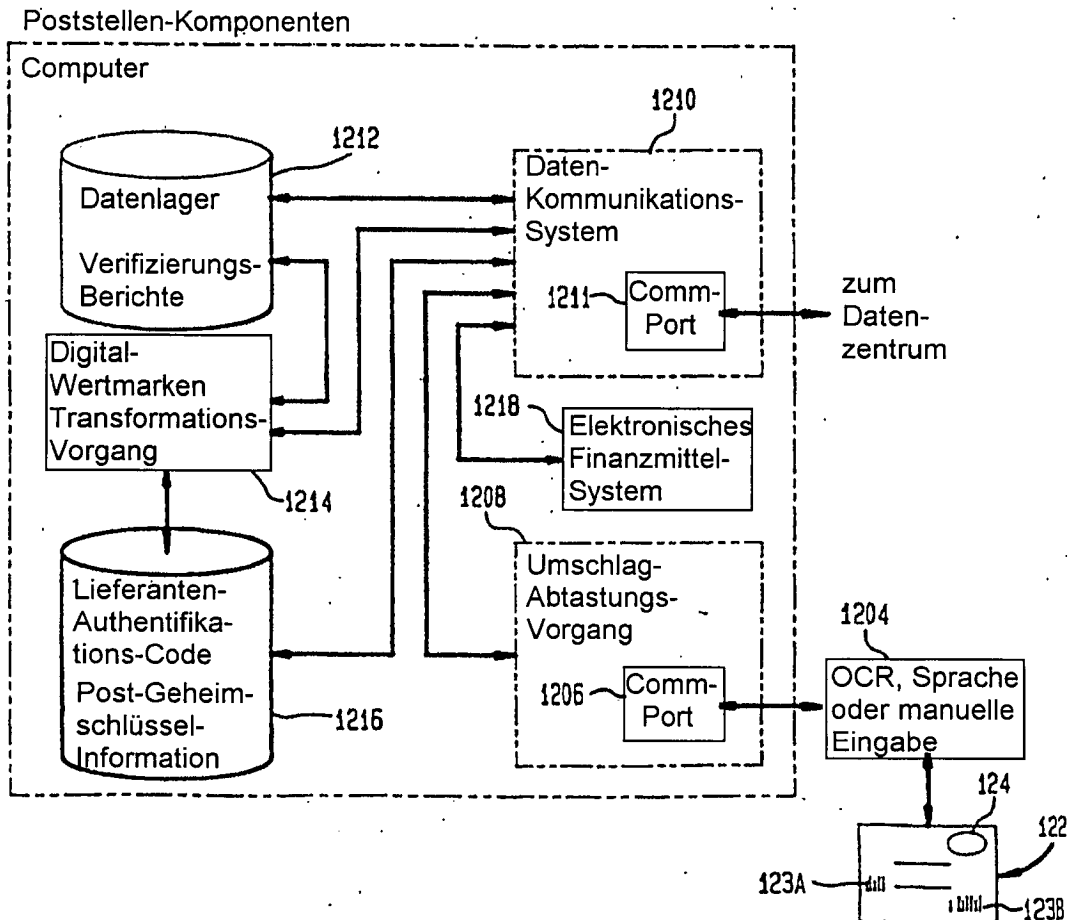 Poststellen-Komponenten
Computer
1212
Datenlager
Verifizierungs-
Berichte
Digital-
Wertmarken
Transformations-
Vorgang
1214
Lieferanten-
Authentifika-
tions-Code
Post-Geheim-
schlüssel-
Information
1216
1210
Daten-
Kommunikations-
System
1211
Comm-
Port
zum
Daten-
zentrum
1218
Elektronisches
Finanzmittel-
System
1208
Umschlag-
Abtastungs-
Vorgang
1206
Comm-
Port
1204
OCR, Sprache
oder manuelle
Eingabe
124
122
123A
123B